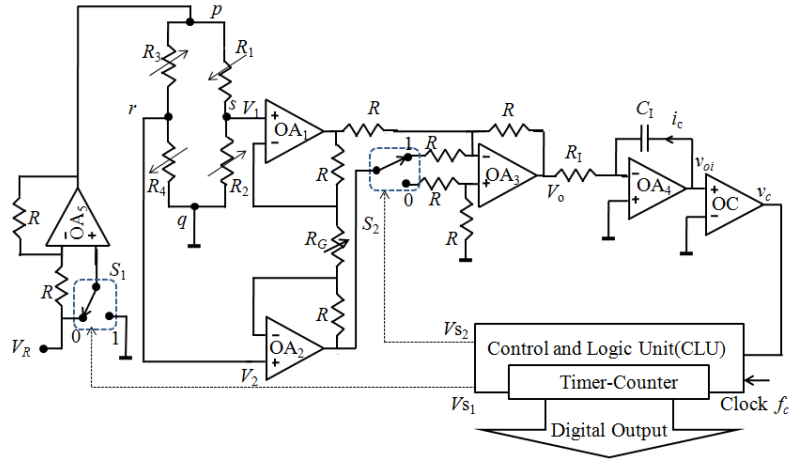 p
R3
R1
r
s
V1
OA1
R
R
CI
ic
R4
R2
R
1
R
RI
OA3
OA4
voi
vc
OC
q
R
OA5
0
R
Vo
S2
R
S1
RG
R
R
0
1
OA2
VR
V2
Vs2
Control and Logic Unit(CLU)
Timer-Counter
Vs1
Clock fc
Digital Output